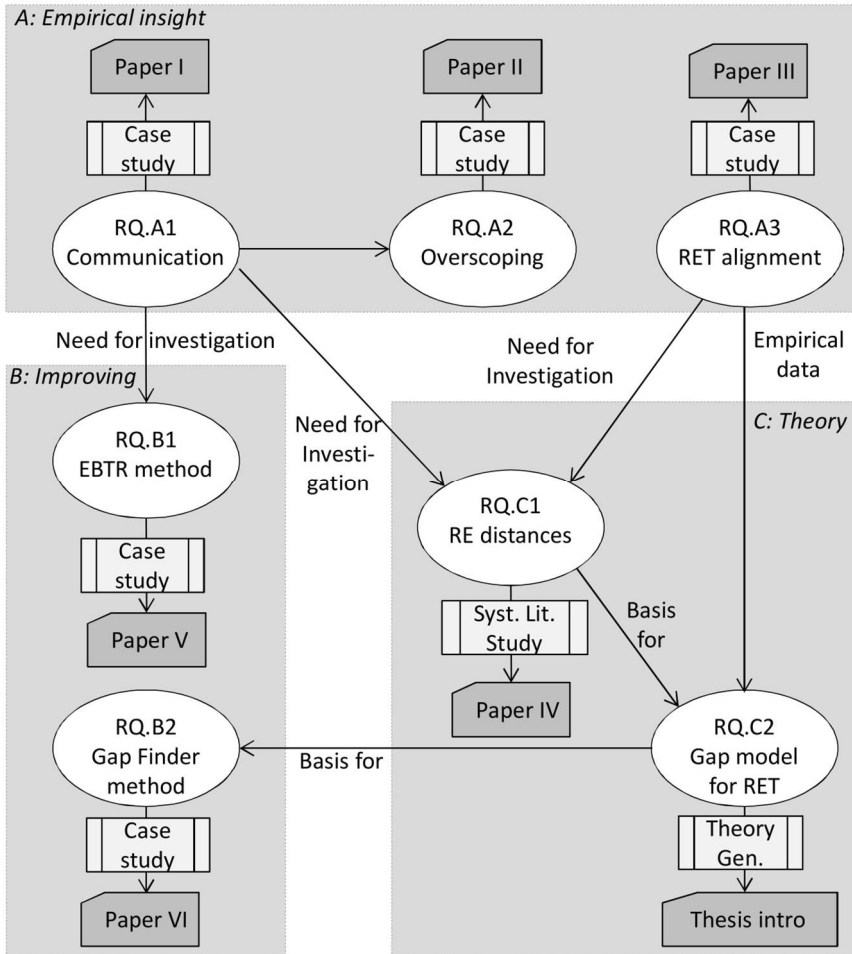 A: Empirical insight
Paper I
Paper II
Paper III
Case
study
Case
study
Case
study
RQ.A1
Communication
RQ.A2
Overscoping
RQ.A3
RET alignment
Need for investigation
Need for
Investigation
Empirical
data
B: Improving
C: Theory
RQ.B1
EBTR method
Need for
Investi-
gation
RQ.C1
RE distances
Case
study
Paper V
Syst. Lit.
Study
Basis
for
Paper IV
RQ.B2
Gap Finder
method
Basis for
RQ.C2
Gap model
for RET
Case
study
Theory
Gen.
Paper VI
Thesis intro